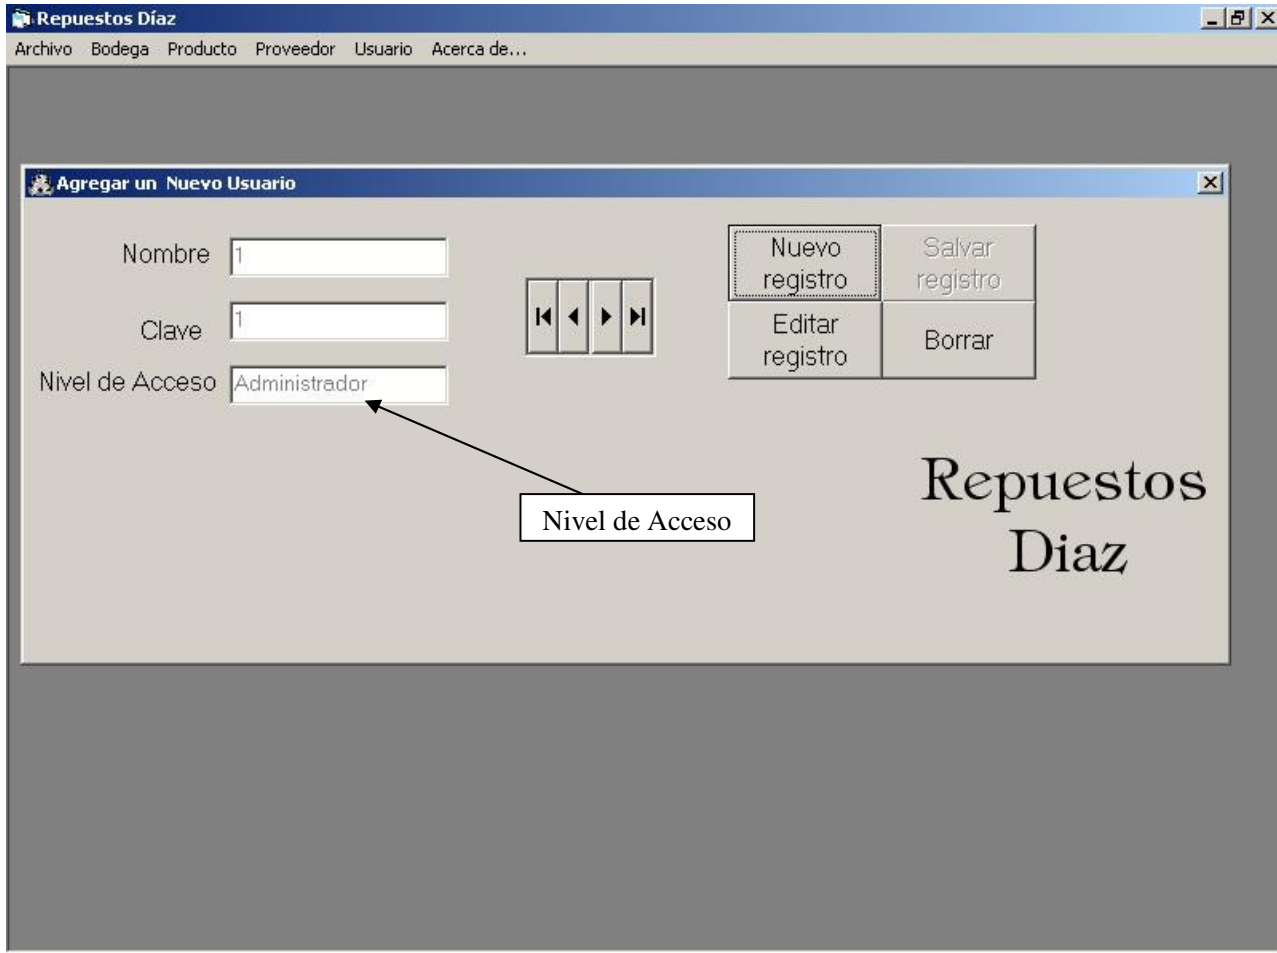 Repuestos Díaz
Archivo Bodega Producto Proveedor Usuario Acerca de...
Agregar un Nuevo Usuario
Nombre 1
Clave 1
Nivel de Acceso Administrador
Nuevo registro
Salvar registro
Editar registro
Borrar
Nivel de Acceso
Repuestos
Diaz